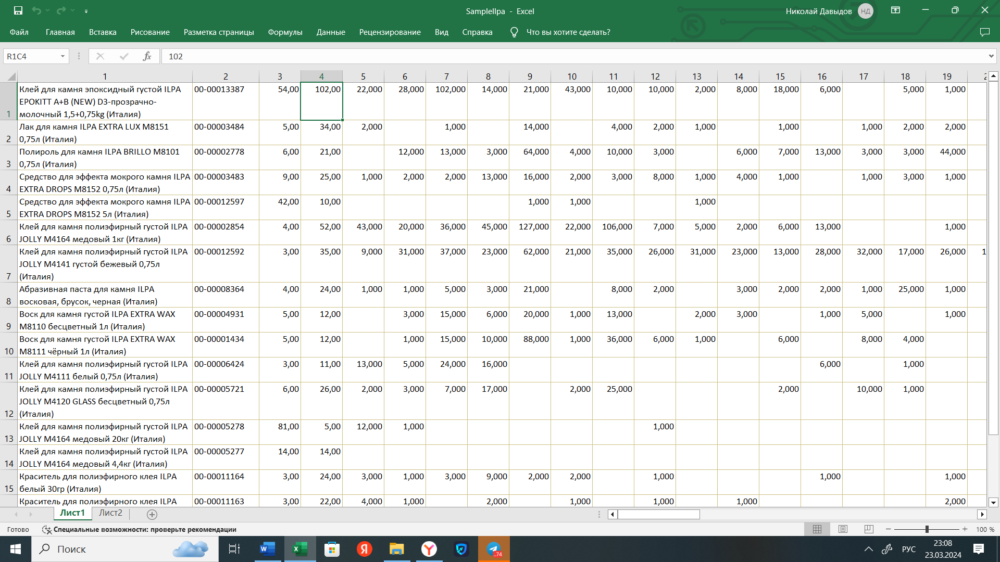 SampleIlpa - Excel
Николай Давыдов НД
Файл Главная Вставка Рисование Разметка страницы Формулы Данные Рецензирование Вид Справка Что вы хотите сделать?
R1C4 fx 102
1 2 3 4 5 6 7 8 9 10 11 12 13 14 15 16 17 18 19
Клей для камня эпоксидный густой ILPA 00-00013387 54,00 102,00 22,000 28,000 102,000 14,000 21,000 43,000 10,000 10,000 2,000 8,000 18,000 6,000 5,000 1,000
EPOKITT A+B (NEW) D3-прозрачно-
1 молочный 1,5+0,75kg (Италия)
Лак для камня ILPA EXTRA LUX M8151 00-00003484 5,00 34,00 2,000 1,000 14,000 4,000 2,000 1,000 1,000 1,000 2,000 2,000
2 0,75л (Италия)
Полироль для камня ILPA BRILLO M8101 00-00002778 6,00 21,00 12,000 13,000 3,000 64,000 4,000 10,000 3,000 6,000 7,000 13,000 3,000 3,000 44,000
3 0,75л (Италия)
Средство для эффекта мокрого камня ILPA 00-00003483 9,00 25,00 1,000 2,000 2,000 13,000 16,000 2,000 3,000 8,000 1,000 4,000 1,000 1,000 3,000 1,000
4 EXTRA DROPS M8152 0,75л (Италия)
Средство для эффекта мокрого камня ILPA 00-00012597 42,00 10,00 1,000 1,000 1,000
5 EXTRA DROPS M8152 5л (Италия)
Клей для камня полиэфирный густой ILPA 00-00002854 4,00 52,00 43,000 20,000 36,000 45,000 127,000 22,000 106,000 7,000 5,000 2,000 6,000 13,000 1,000
6 JOLLY M4164 медовый 1кг (Италия)
Клей для камня полиэфирный густой ILPA 00-00012592 3,00 35,00 9,000 31,000 37,000 23,000 62,000 21,000 35,000 26,000 31,000 23,000 13,000 28,000 32,000 17,000 26,000 1
JOLLY M4141 густой бежевый 0,75л
7 (Италия)
Абразивная паста для камня ILPA 00-00008364 4,00 24,00 1,000 1,000 5,000 3,000 21,000 8,000 2,000 3,000 2,000 2,000 1,000 25,000 1,000
8 восковая, брусок, черная (Италия)
Воск для камня густой ILPA EXTRA WAX 00-00004931 5,00 12,00 3,000 15,000 6,000 20,000 1,000 13,000 2,000 3,000 1,000 5,000 1,000
9 M8110 бесцветный 1л (Италия)
Воск для камня густой ILPA EXTRA WAX 00-00001434 5,00 12,00 1,000 15,000 10,000 88,000 1,000 36,000 6,000 1,000 6,000 8,000 4,000
10 M8111 чёрный 1л (Италия)
Клей для камня полиэфирный густой ILPA 00-00006424 3,00 11,00 13,000 5,000 24,000 16,000 6,000 1,000
11 JOLLY M4111 белый 0,75л (Италия)
Клей для камня полиэфирный густой ILPA 00-00005721 6,00 26,00 2,000 3,000 7,000 17,000 2,000 25,000 2,000 10,000 1,000
JOLLY M4120 GLASS бесцветный 0,75л
12 (Италия)
Клей для камня полиэфирный густой ILPA 00-00005278 81,00 5,00 12,000 1,000 1,000
13 JOLLY M4164 медовый 20кг (Италия)
Клей для камня полиэфирный густой ILPA 00-00005277 14,00 14,00
14 JOLLY M4164 медовый 4,4кг (Италия)
Краситель для полиэфирного клея ILPA 00-00011164 3,00 24,00 3,000 1,000 3,000 9,000 2,000 2,000 1,000 1,000 1,000
15 белый 30гр (Италия)
Краситель для полиэфирного клея ILPA 00-00011163 3,00 22,00 4,000 1,000 2,000 1,000 1,000 1,000 2,000
Лист1 Лист2
Готово Специальные возможности: проверьте рекомендации 100 %
Поиск
..74
РУС
23:08
23.03.2024